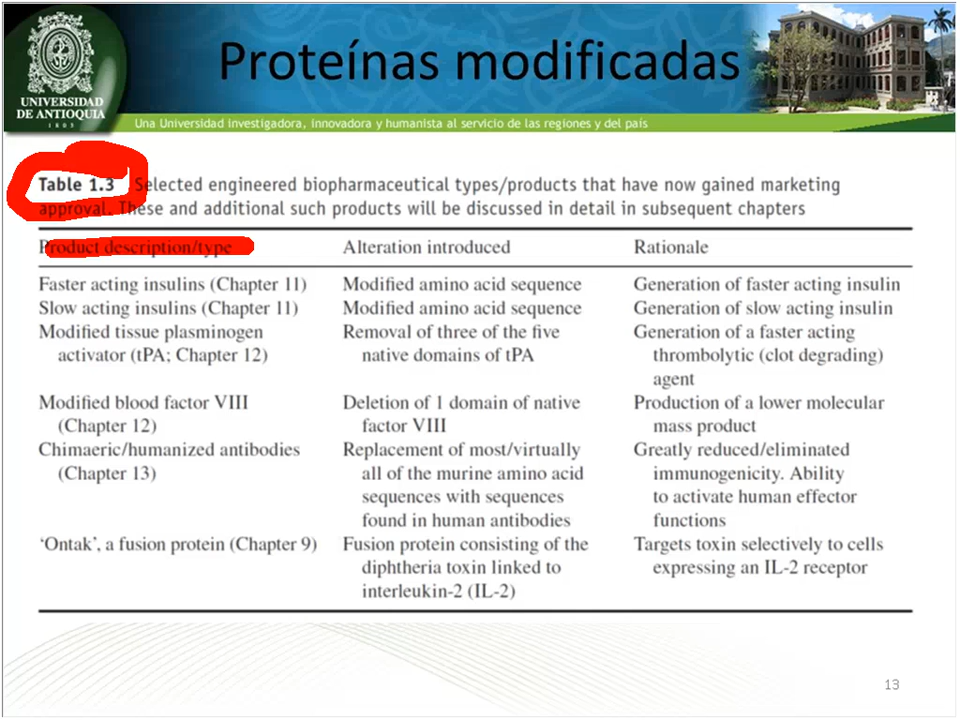 Proteínas modificadas
UNIVERSIDAD
DE ANTIOQUIA
1803
Una Universidad investigadora, innovadora y humanista al servicio de las regiones y del país
Table 1.3 Selected engineered biopharmaceutical types/products that have now gained marketing
approval. These and additional such products will be discussed in detail in subsequent chapters
Product description/type Alteration introduced Rationale
Faster acting insulins (Chapter 11) Modified amino acid sequence Generation of faster acting insulin
Slow acting insulins (Chapter 11) Modified amino acid sequence Generation of slow acting insulin
Modified tissue plasminogen Removal of three of the five Generation of a faster acting
activator (tPA; Chapter 12) native domains of tPA thrombolytic (clot degrading)
agent
Modified blood factor VIII Deletion of 1 domain of native Production of a lower molecular
(Chapter 12) factor VIII mass product
Chimaeric/humanized antibodies Replacement of most/virtually Greatly reduced/eliminated
(Chapter 13) all of the murine amino acid immunogenicity. Ability
sequences with sequences to activate human effector
found in human antibodies functions
‘Ontak’, a fusion protein (Chapter 9) Fusion protein consisting of the Targets toxin selectively to cells
diphtheria toxin linked to expressing an IL-2 receptor
interleukin-2 (IL-2)
13